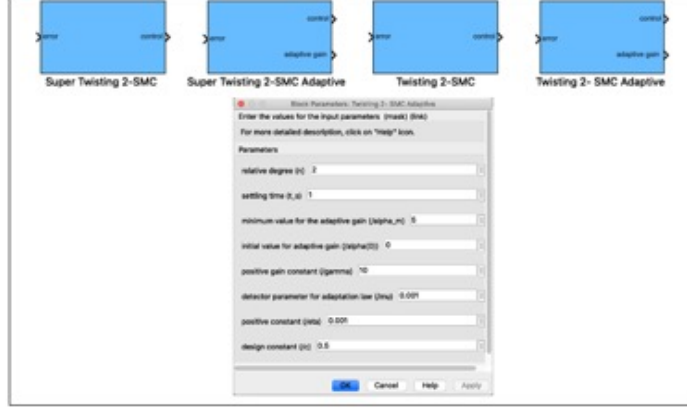 error control
error control adaptive gain
error control
error control adaptive gain
Super Twisting 2-SMC
Super Twisting 2-SMC Adaptive
Twisting 2-SMC
Twisting 2- SMC Adaptive
Block Parameters: Twisting 2- SMC Adaptive
Enter the values for the input parameters (mask) (link)
For more detailed description, click on "Help" icon.
Parameters
relative degree (n) 2
settling time (t_s) 1
minimum value for the adaptive gain (/alpha_m) 5
initial value for adaptive gain (/alpha(0)) 0
positive gain constant (/gamma) 10
detector parameter for adaptation law (/mu) 0.001
positive constant (/eta) 0.001
design constant (/c) 0.5
OK Cancel Help Apply